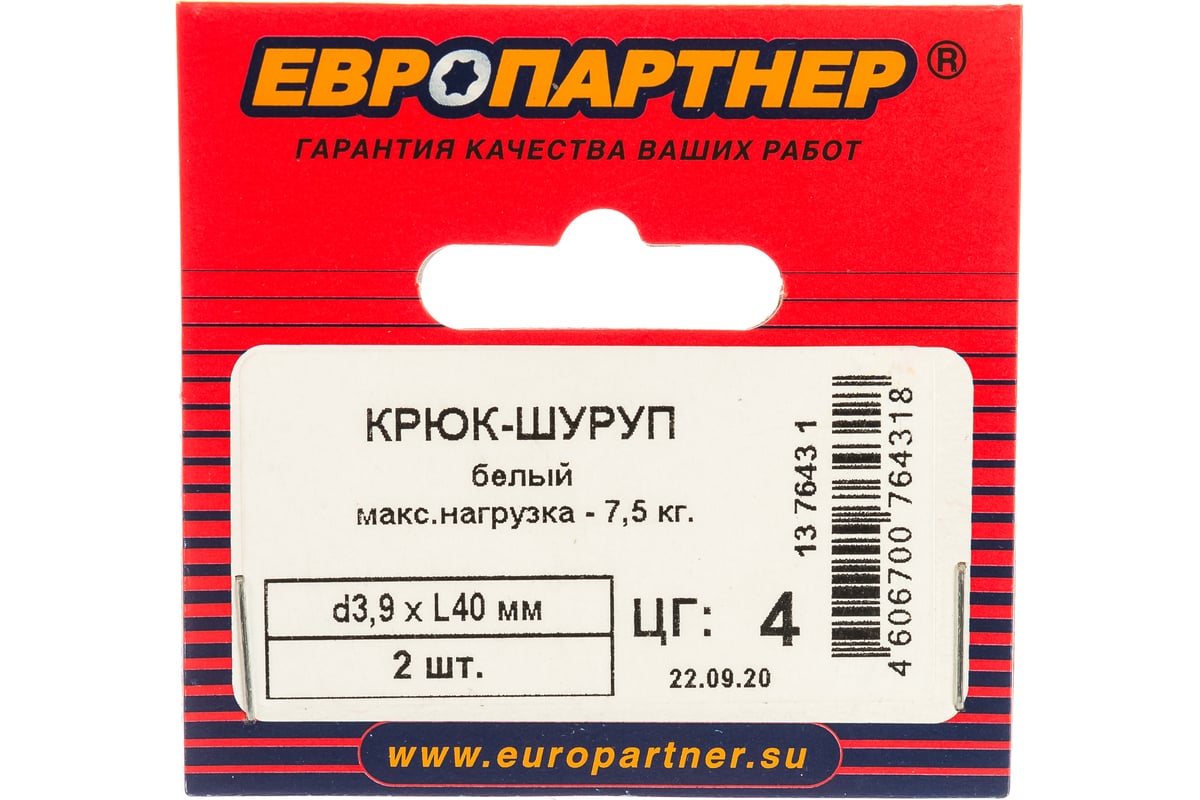 ЕВРОПАРТНЕР ®
ГАРАНТИЯ КАЧЕСТВА ВАШИХ РАБОТ
КРЮК-ШУРУП
белый
макс.нагрузка - 7,5 кг.
d3,9 x L40 мм
2 шт.
ЦГ: 4
22.09.20
13 7643 1
4 606700 764318
www.europartner.su